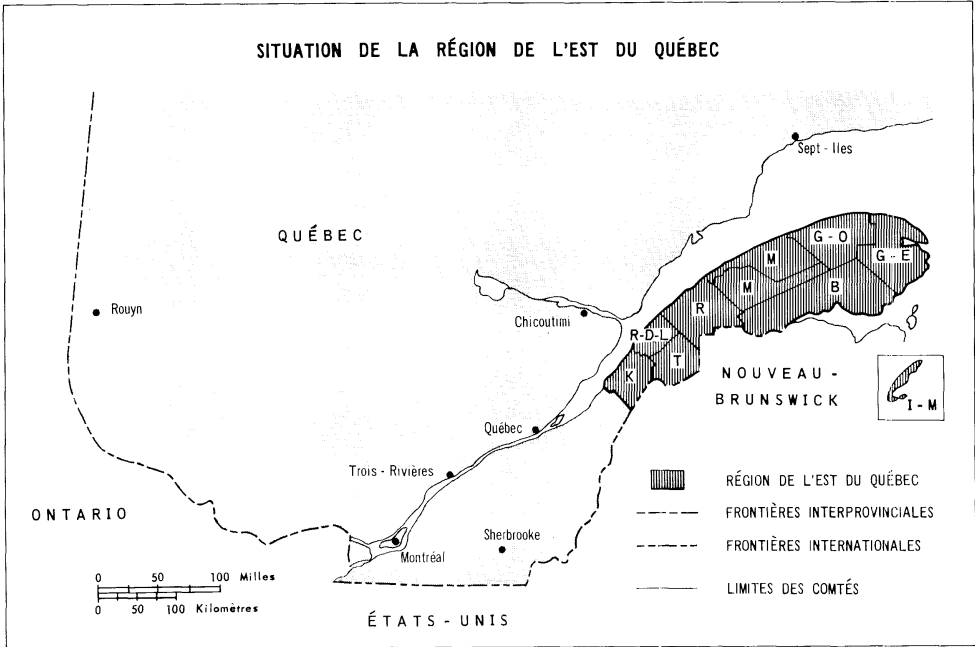 SITUATION DE LA RÉGION DE L'EST DU QUÉBEC
Sept - Iles
QUÉBEC
G - O
M
G - E
M
B
Rouyn
Chicoutimi
R
R-D-L
T
K
NOUVEAU -
BRUNSWICK
I - M
Québec
Trois - Rivières
RÉGION DE L'EST DU QUÉBEC
ONTARIO
FRONTIÈRES INTERPROVINCIALES
Sherbrooke
Montréal
FRONTIÈRES INTERNATIONALES
0 50 100 Milles
0 50 100 Kilomètres
LIMITES DES COMTÉS
ÉTATS - UNIS